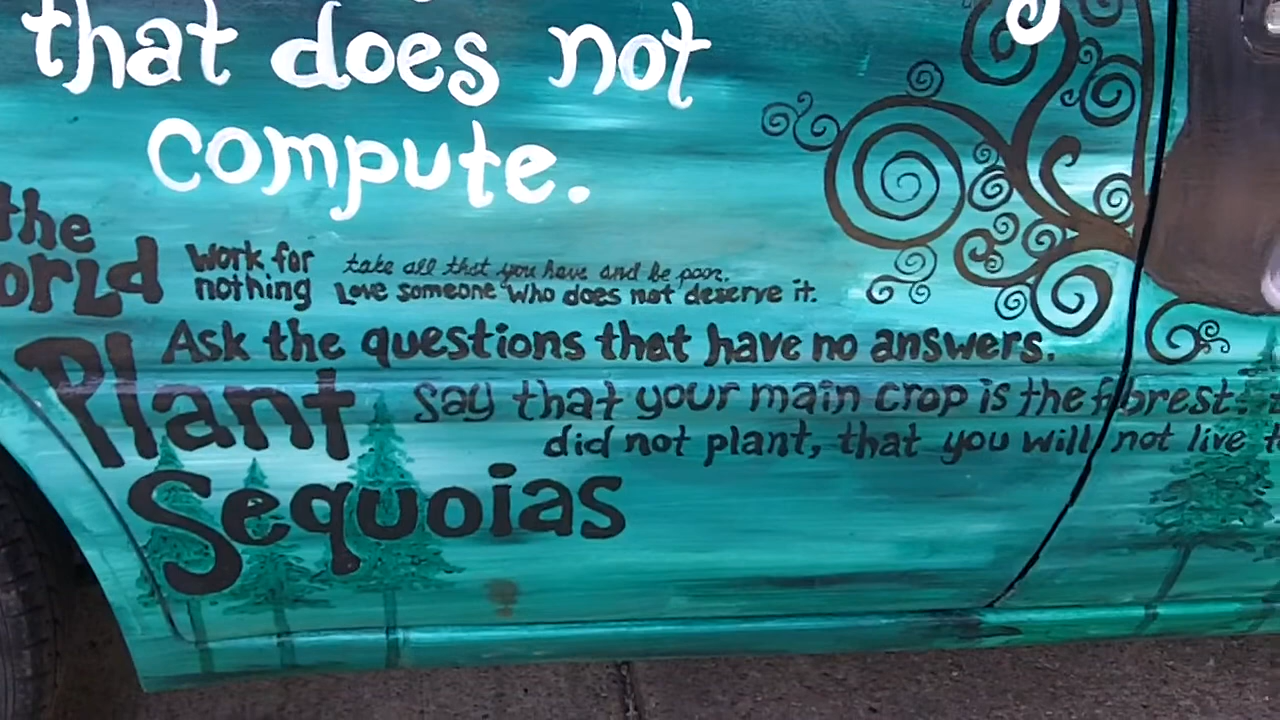 that does not
compute.
the
orld
Work for
nothing
take all that you have and be poor.
Love someone who does not deserve it.
Ask the questions that have no answers.
Plant
Sequoias
Say that your main crop is the forest
did not plant, that you will not live